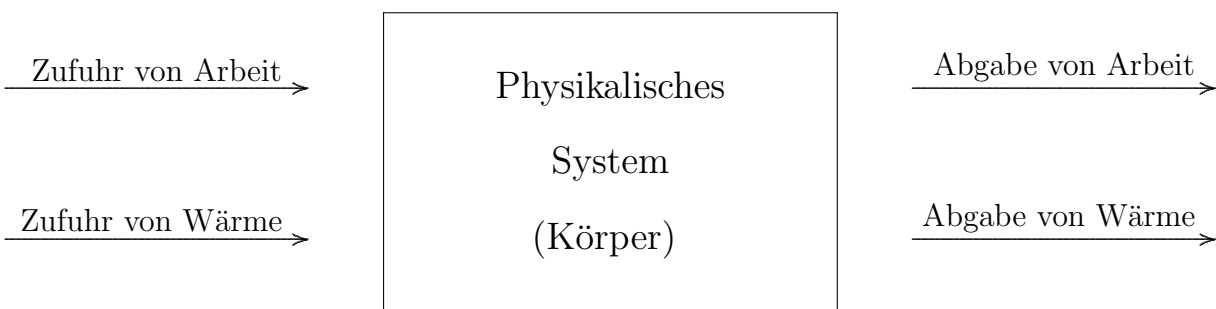 Zufuhr von Arbeit
Zufuhr von Wärme
Physikalisches
System
(Körper)
Abgabe von Arbeit
Abgabe von Wärme